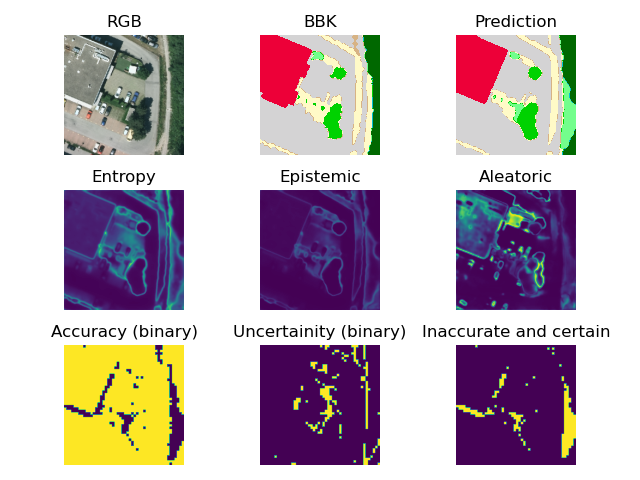 RGB
BBK
Prediction
Entropy
Epistemic
Aleatoric
Accuracy (binary)
Uncertainity (binary)
Inaccurate and certain